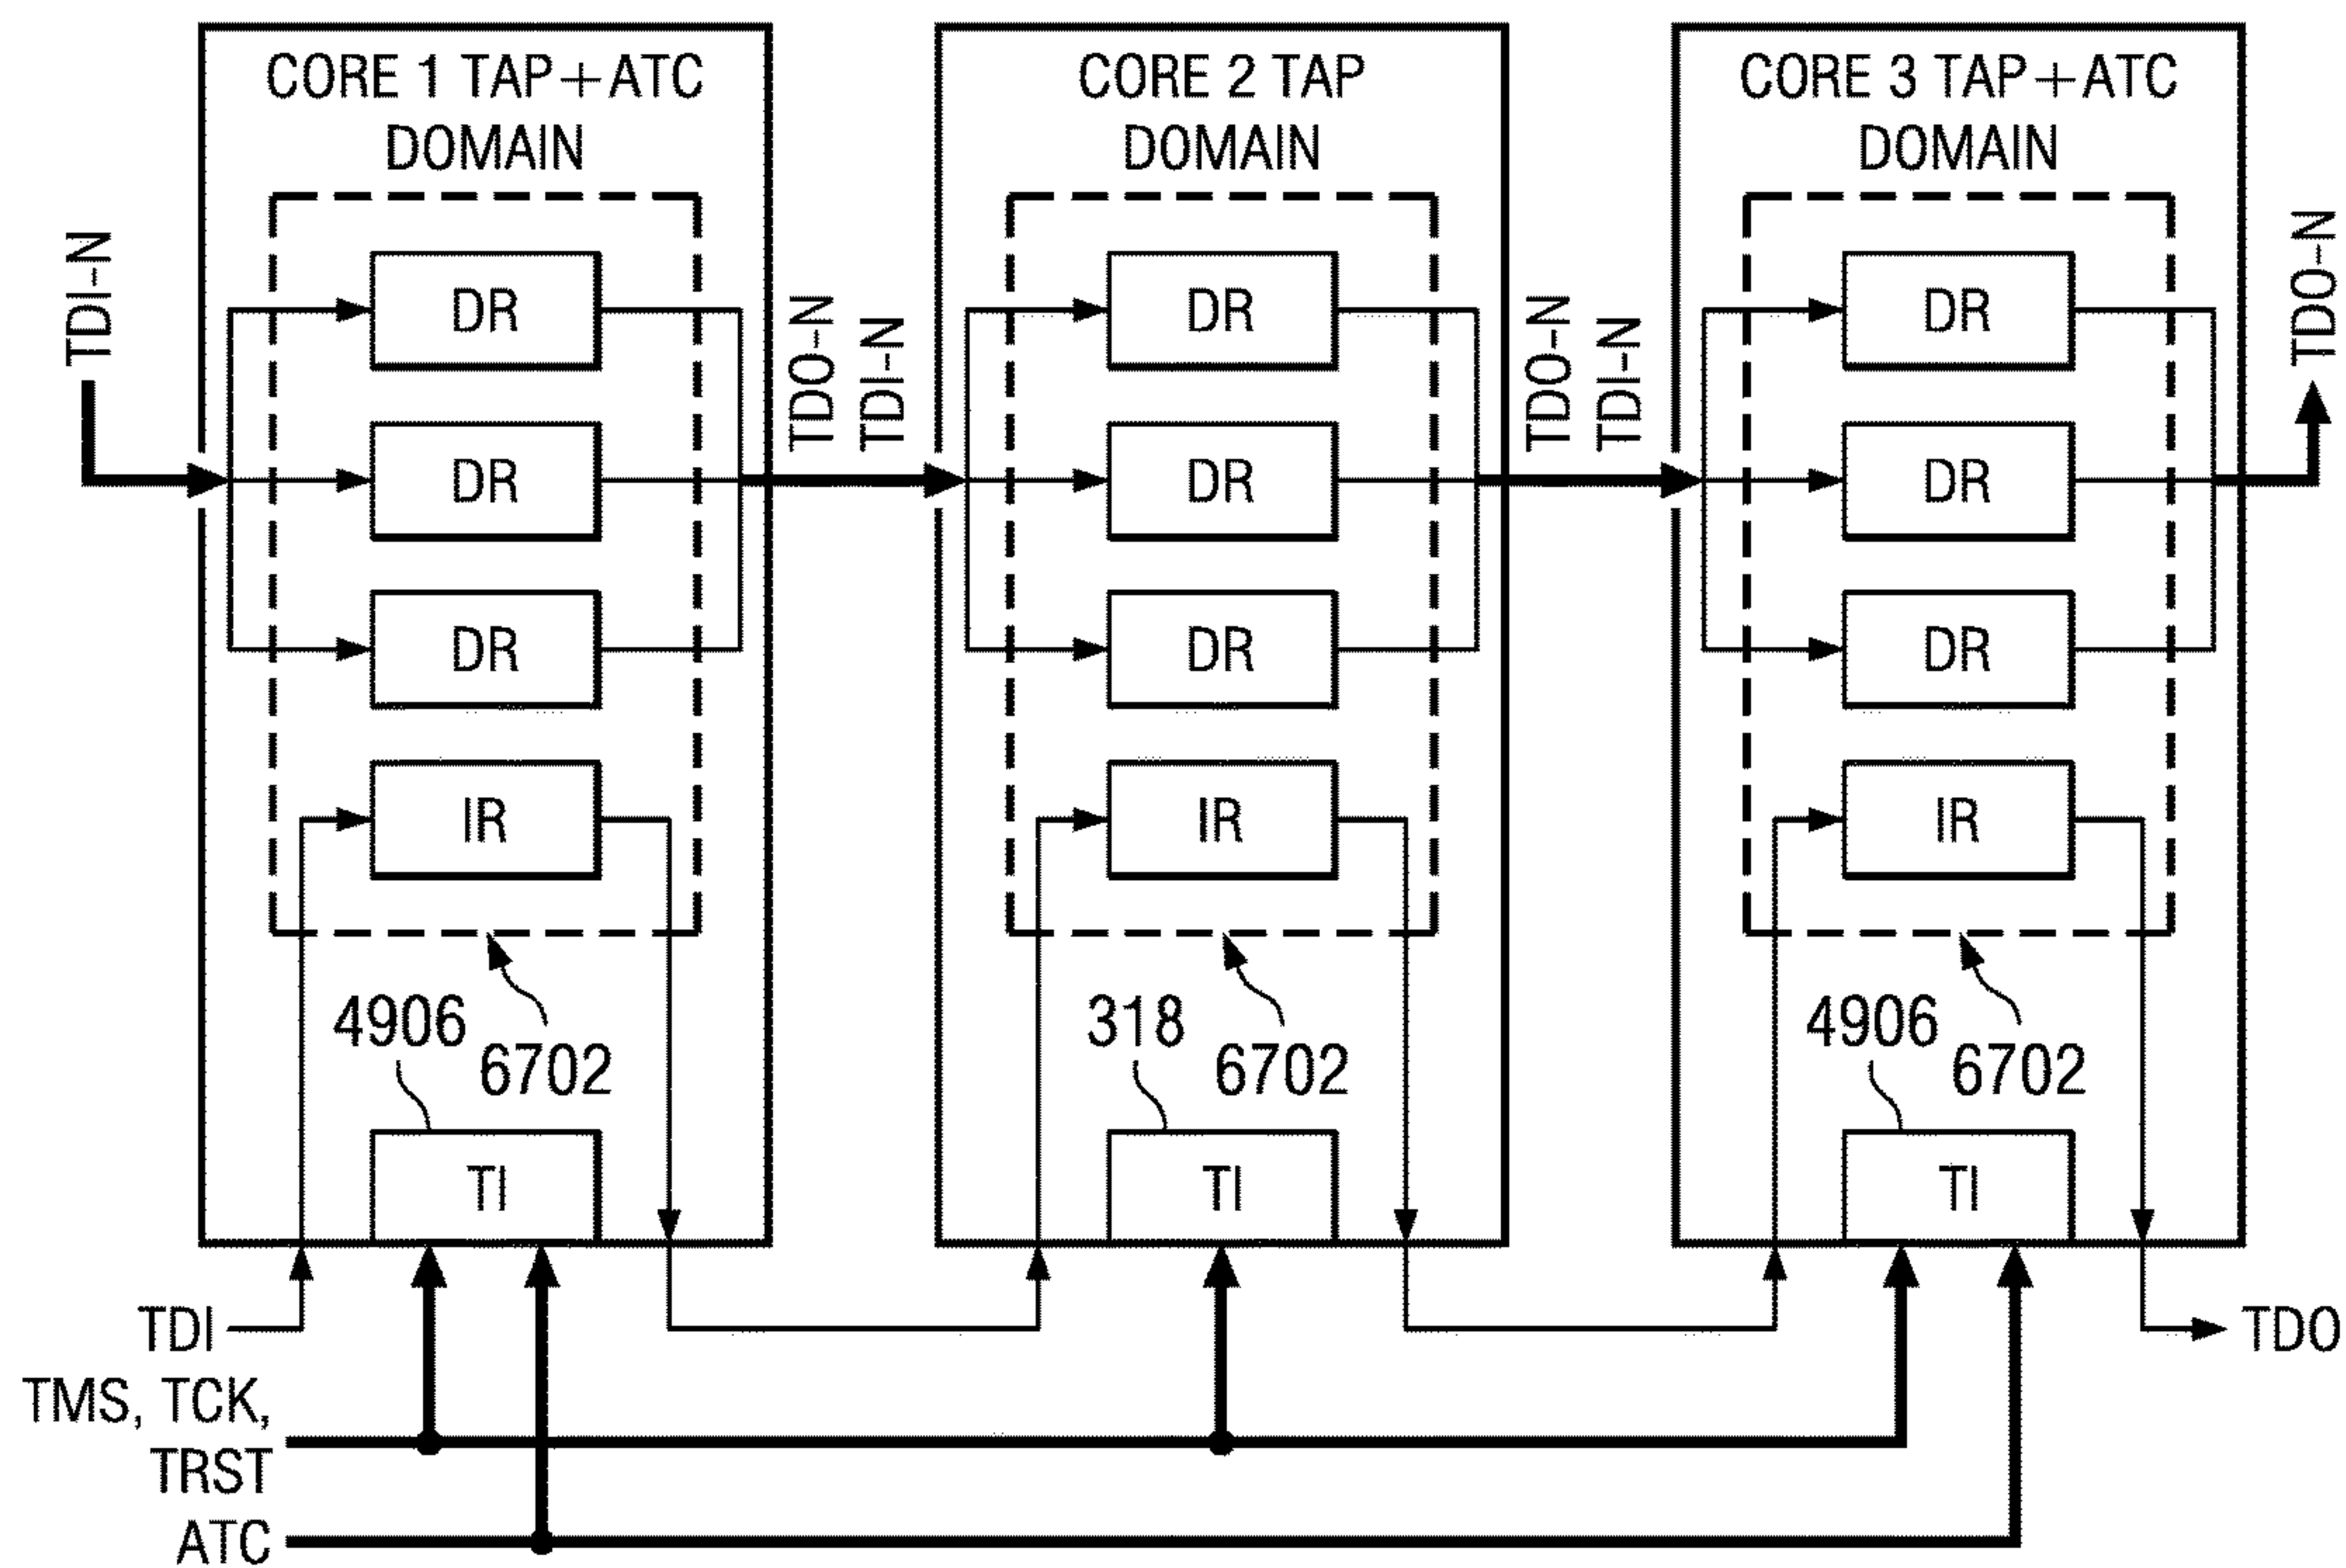 CORE 1 TAP+ATC
DOMAIN
CORE 2 TAP
DOMAIN
CORE 3 TAP+ATC
DOMAIN
TDI-N
DR
DR
DR
IR
TDO-N
TDI-N
DR
DR
DR
IR
TDO-N
TDI-N
DR
DR
DR
IR
TDO-N
4906
6702
TI
318
6702
TI
4906
6702
TI
TDI
TDO
TMS, TCK,
TRST
ATC